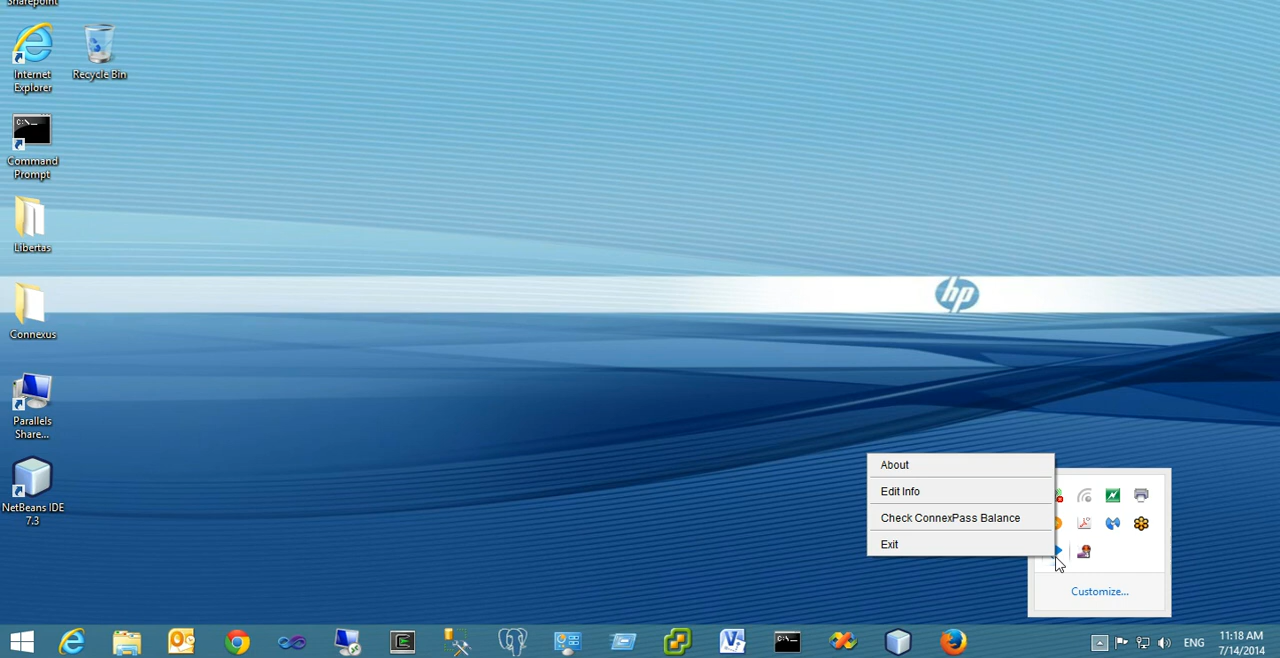 Sharepoint
Internet
Explorer
Recycle Bin
C:\_
Command
Prompt
Libertas
Connexus
Parallels
Share...
NetBeans IDE
7.3
hp
About
Edit Info
Check ConnexPass Balance
Exit
Customize...
C:\_
ENG
11:18 AM
7/14/2014